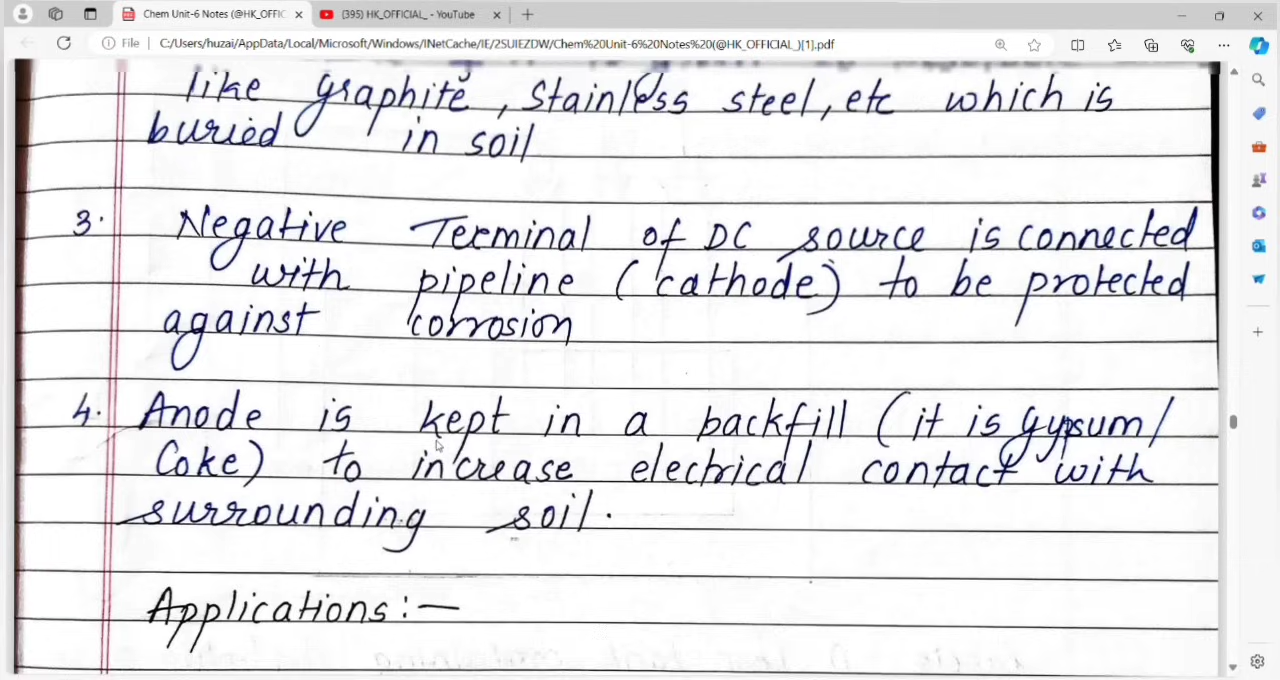 Chem Unit-6 Notes (@HK_OFFIC
(395) HK_OFFICIAL_ - YouTube
File
C:/Users/huzai/AppData/Local/Microsoft/Windows/INetCache/IE/2SUIEZDW/Chem%20Unit-6%20Notes%20(@HK_OFFICIAL_)[1].pdf
like graphite, stainless steel, etc which is
buried in soil
3. Negative Terminal of DC source is connected
with pipeline (cathode) to be protected
against corrosion
4. Anode is kept in a backfill (it is Gypsum/
Coke) to increase electrical contact with
surrounding soil.
Applications:-